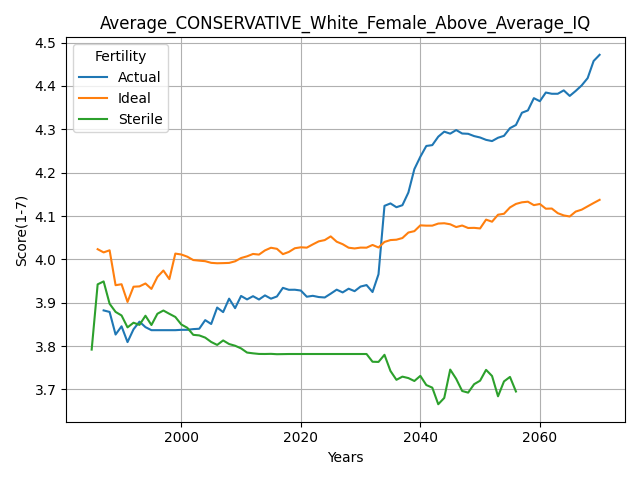 Average_CONSERVATIVE_White_Female_Above_Average_IQ
Fertility
Actual
Ideal
Sterile
4.5
4.4
4.3
4.2
4.1
4.0
3.9
3.8
3.7
Score(1-7)
2000
2020
2040
2060
Years